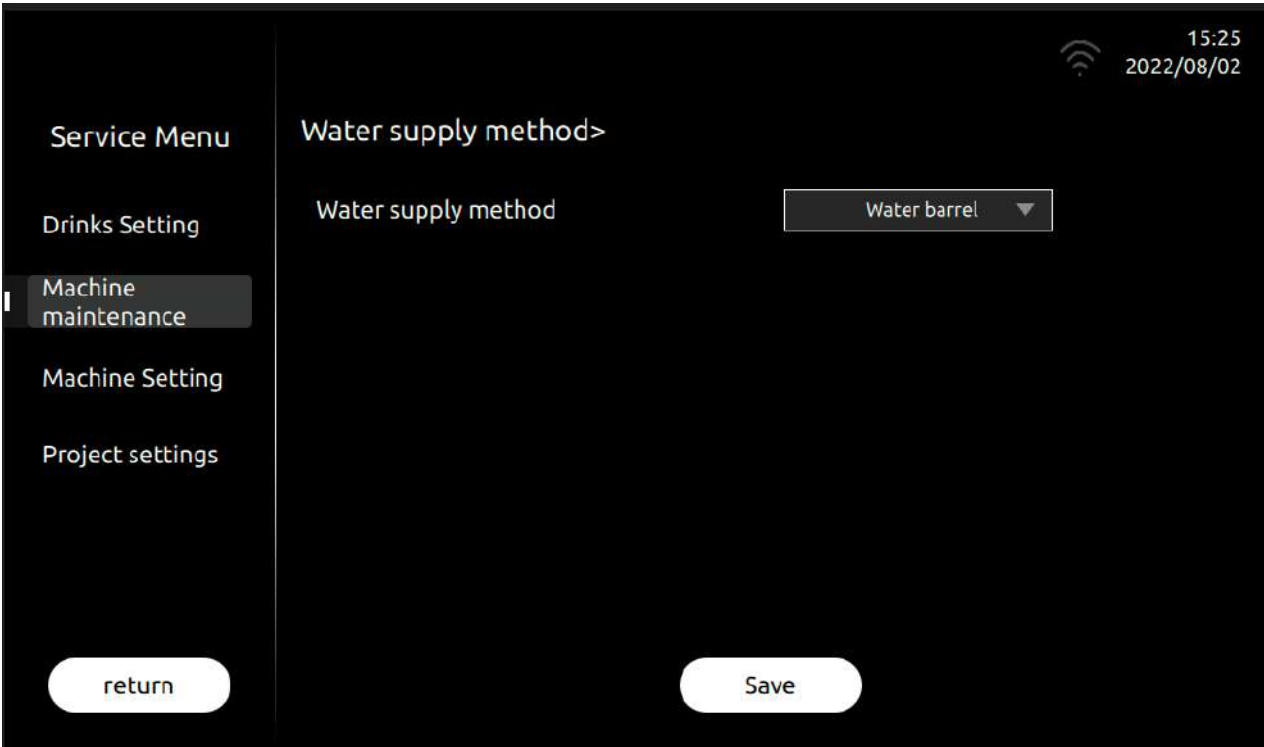 15:25
2022/08/02
Service Menu
Drinks Setting
Machine
maintenance
Machine Setting
Project settings
return
Water supply method>
Water supply method
Water barrel
Save